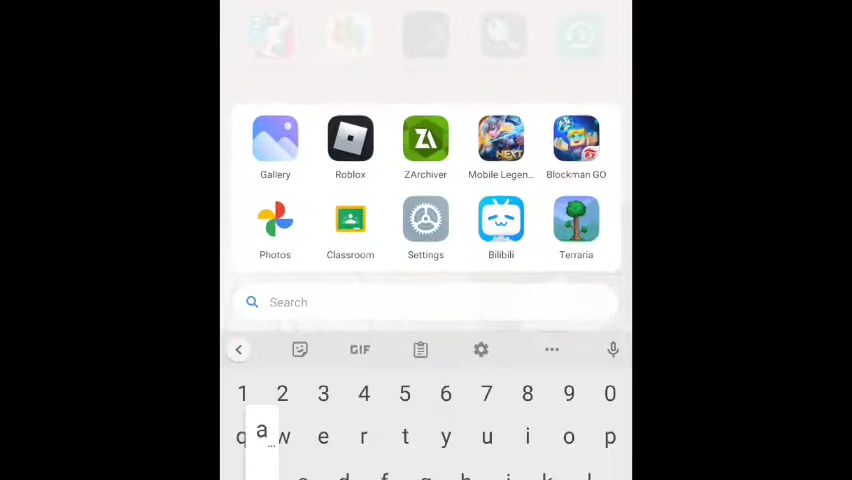 Gallery Roblox ZArchiver Mobile Legen... Blockman GO
Photos Classroom Settings Bilibili Terraria
Search
GIF
1 2 3 4 5 6 7 8 9 0
q w e r t y u i o p
a